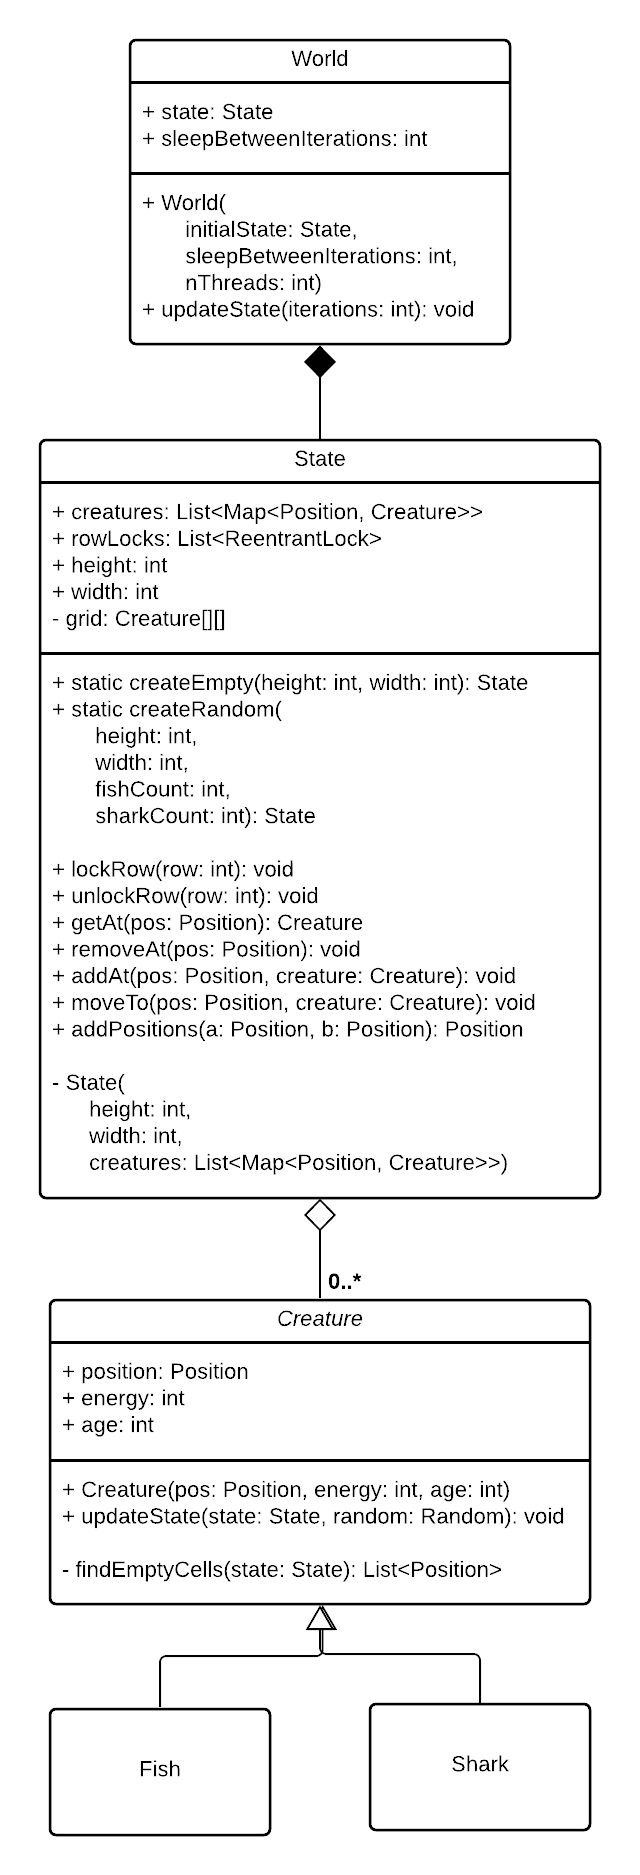 World
+ state: State
+ sleepBetweenIterations: int
+ World(
initialState: State,
sleepBetweenIterations: int,
nThreads: int)
+ updateState(iterations: int): void
State
+ creatures: List<Map<Position, Creature>>
+ rowLocks: List<ReentrantLock>
+ height: int
+ width: int
- grid: Creature[][]
+ static createEmpty(height: int, width: int): State
+ static createRandom(
height: int,
width: int,
fishCount: int,
sharkCount: int): State
+ lockRow(row: int): void
+ unlockRow(row: int): void
+ getAt(pos: Position): Creature
+ removeAt(pos: Position): void
+ addAt(pos: Position, creature: Creature): void
+ moveTo(pos: Position, creature: Creature): void
+ addPositions(a: Position, b: Position): Position
- State(
height: int,
width: int,
creatures: List<Map<Position, Creature>>)
0..*
Creature
+ position: Position
+ energy: int
+ age: int
+ Creature(pos: Position, energy: int, age: int)
+ updateState(state: State, random: Random): void
- findEmptyCells(state: State): List<Position>
Fish
Shark